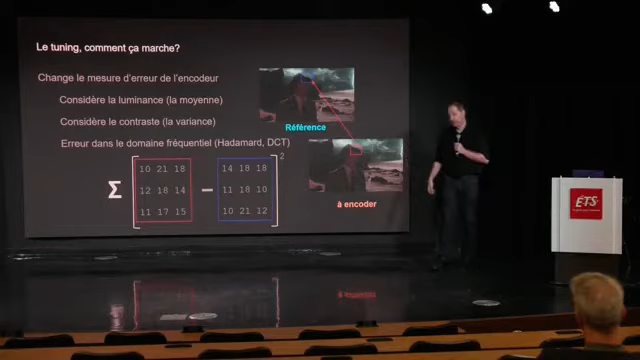 Le tuning, comment ça marche?
Change le mesure d'erreur de l'encodeur
Considère la luminance (la moyenne)
Considère le contraste (la variance)
Erreur dans le domaine fréquentiel (Hadamard, DCT)
Référence
à encoder
Σ
10 21 18
12 18 14
11 17 15
−
14 18 18
11 18 10
10 21 12
2
ÉTS